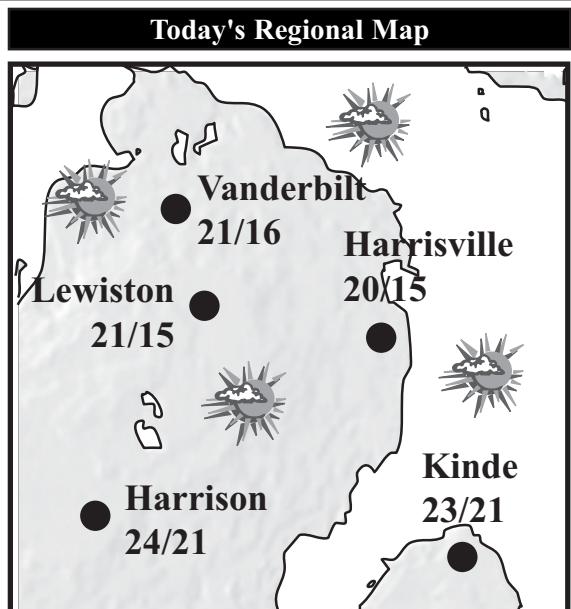 Today's Regional Map
Vanderbilt
21/16
Harrisville
20/15
Lewiston
21/15
Kinde
23/21
Harrison
24/21